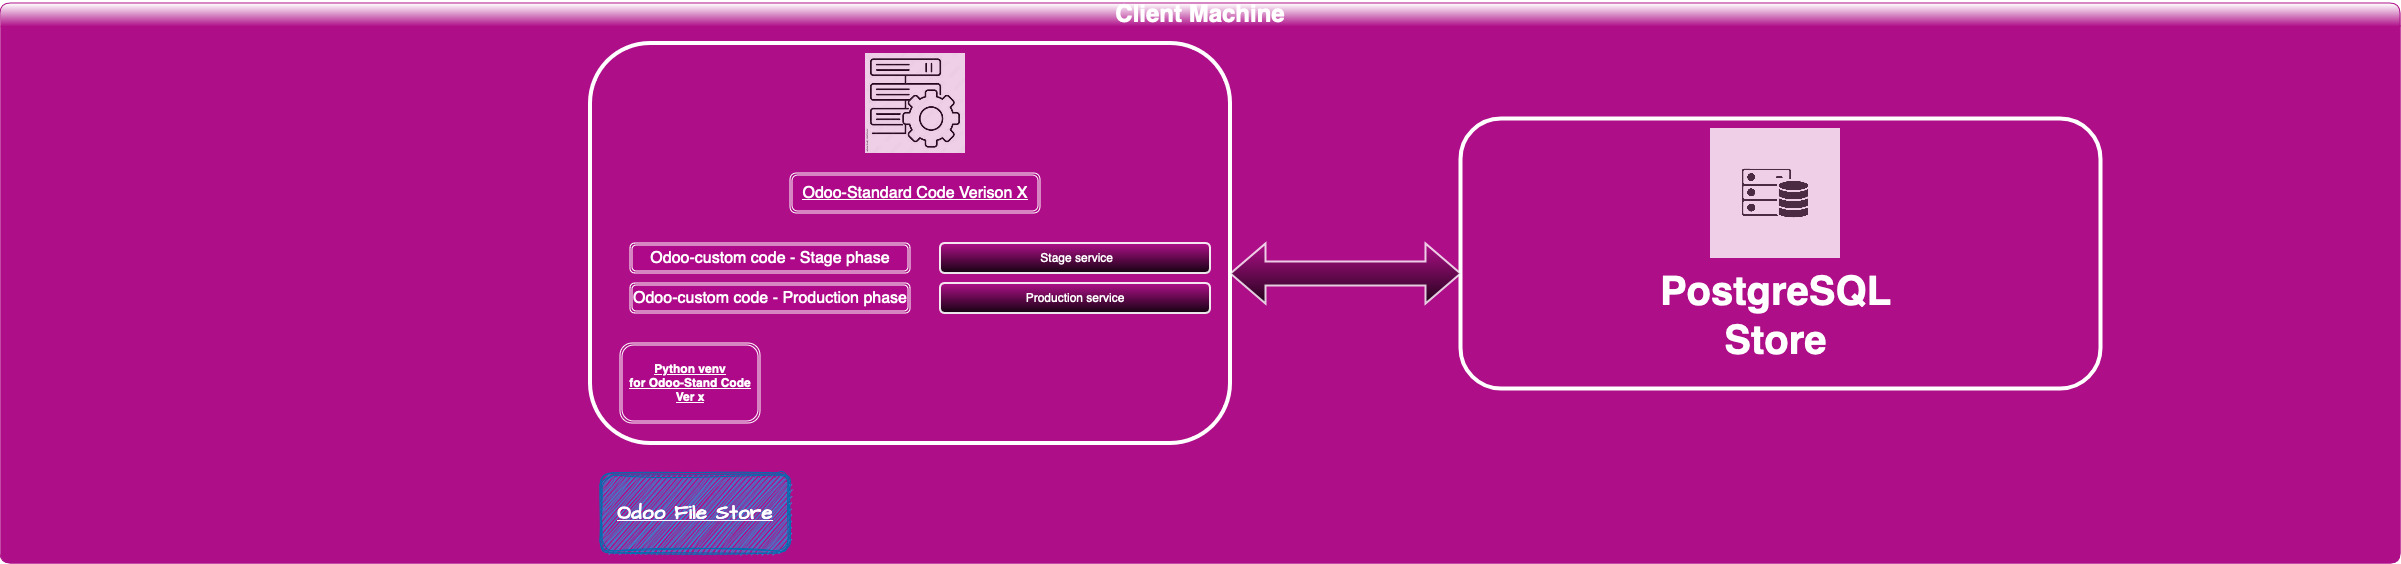 Client Machine
Odoo-Standard Code Verison X
Odoo-custom code - Stage phase
Stage service
Odoo-custom code - Production phase
Production service
Python venv
for Odoo-Stand Code
Ver x
PostgreSQL
Store
Odoo File Store